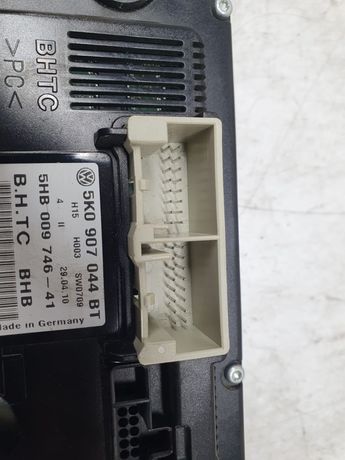 BHTC
>PC<
5K0 907 044 BT
H15 H003 SW0709
4 II 29.04.10
5HB 009 746-41
B.H.TC BHB
Made in Germany